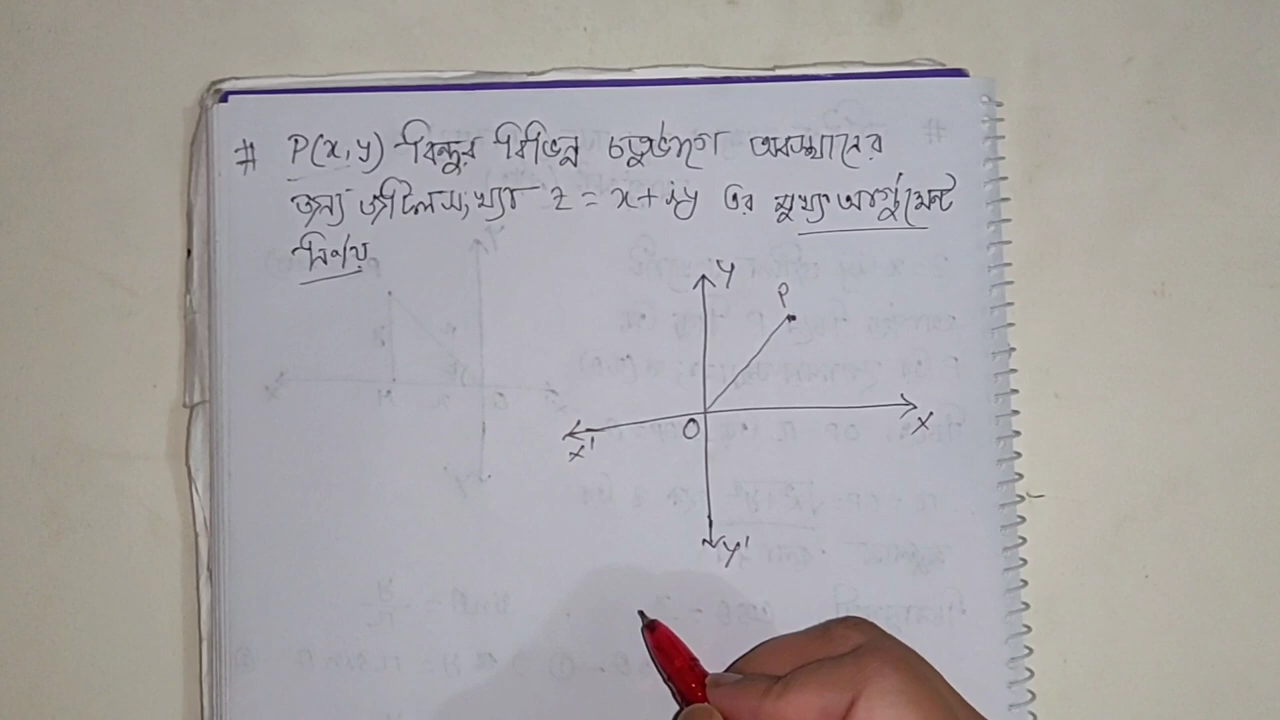 # P(x,y) বিন্দুর বিভিন্ন চতুর্ভাগে অবস্থানের
জন্য জটিল সংখ্যা z = x + iy এর মুখ্য আর্গুমেন্ট
নির্ণয়
y
P
O
X
X'
y'